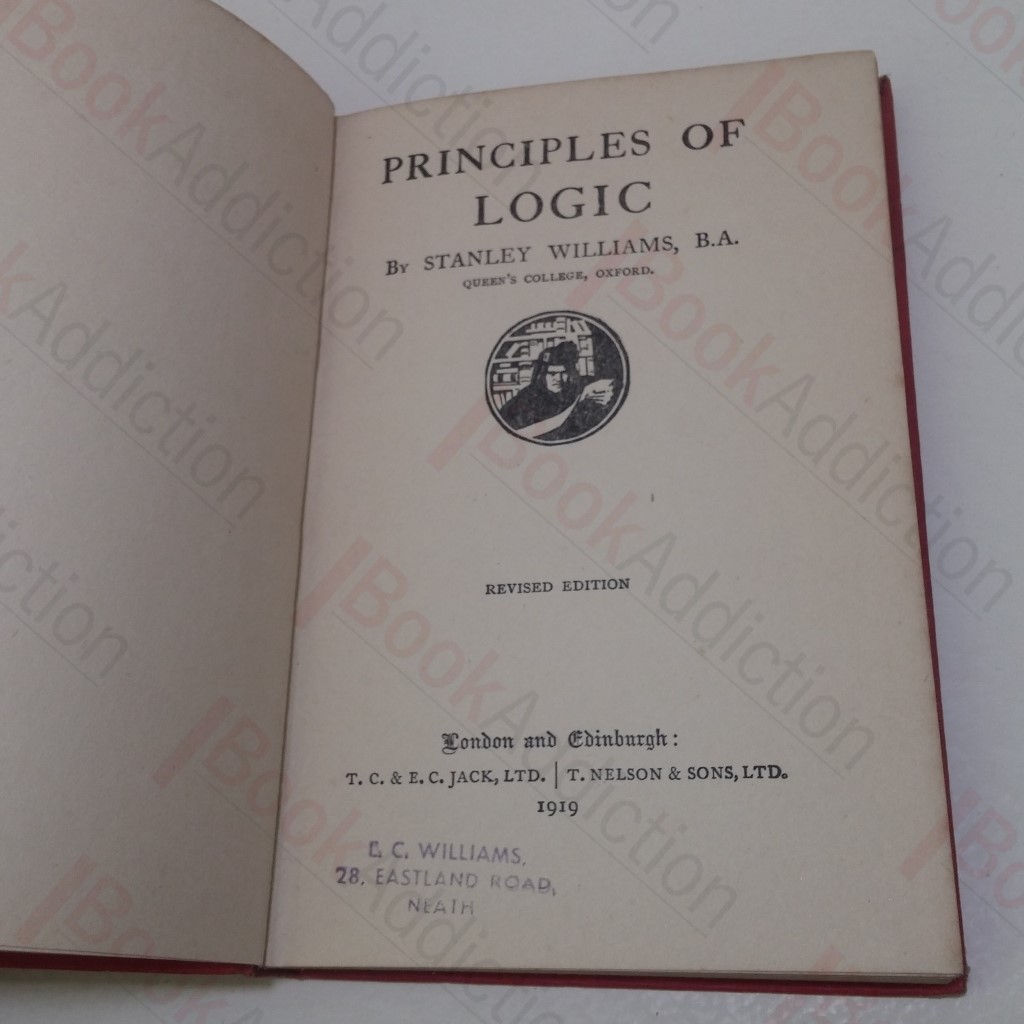 PRINCIPLES OF
LOGIC
BY STANLEY WILLIAMS, B.A.
QUEEN'S COLLEGE, OXFORD.
REVISED EDITION
London and Edinburgh:
T. C. & E. C. JACK, LTD. | T. NELSON & SONS, LTD.
1919
C. WILLIAMS,
28, EASTLAND ROAD,
NEATH
BookAddiction